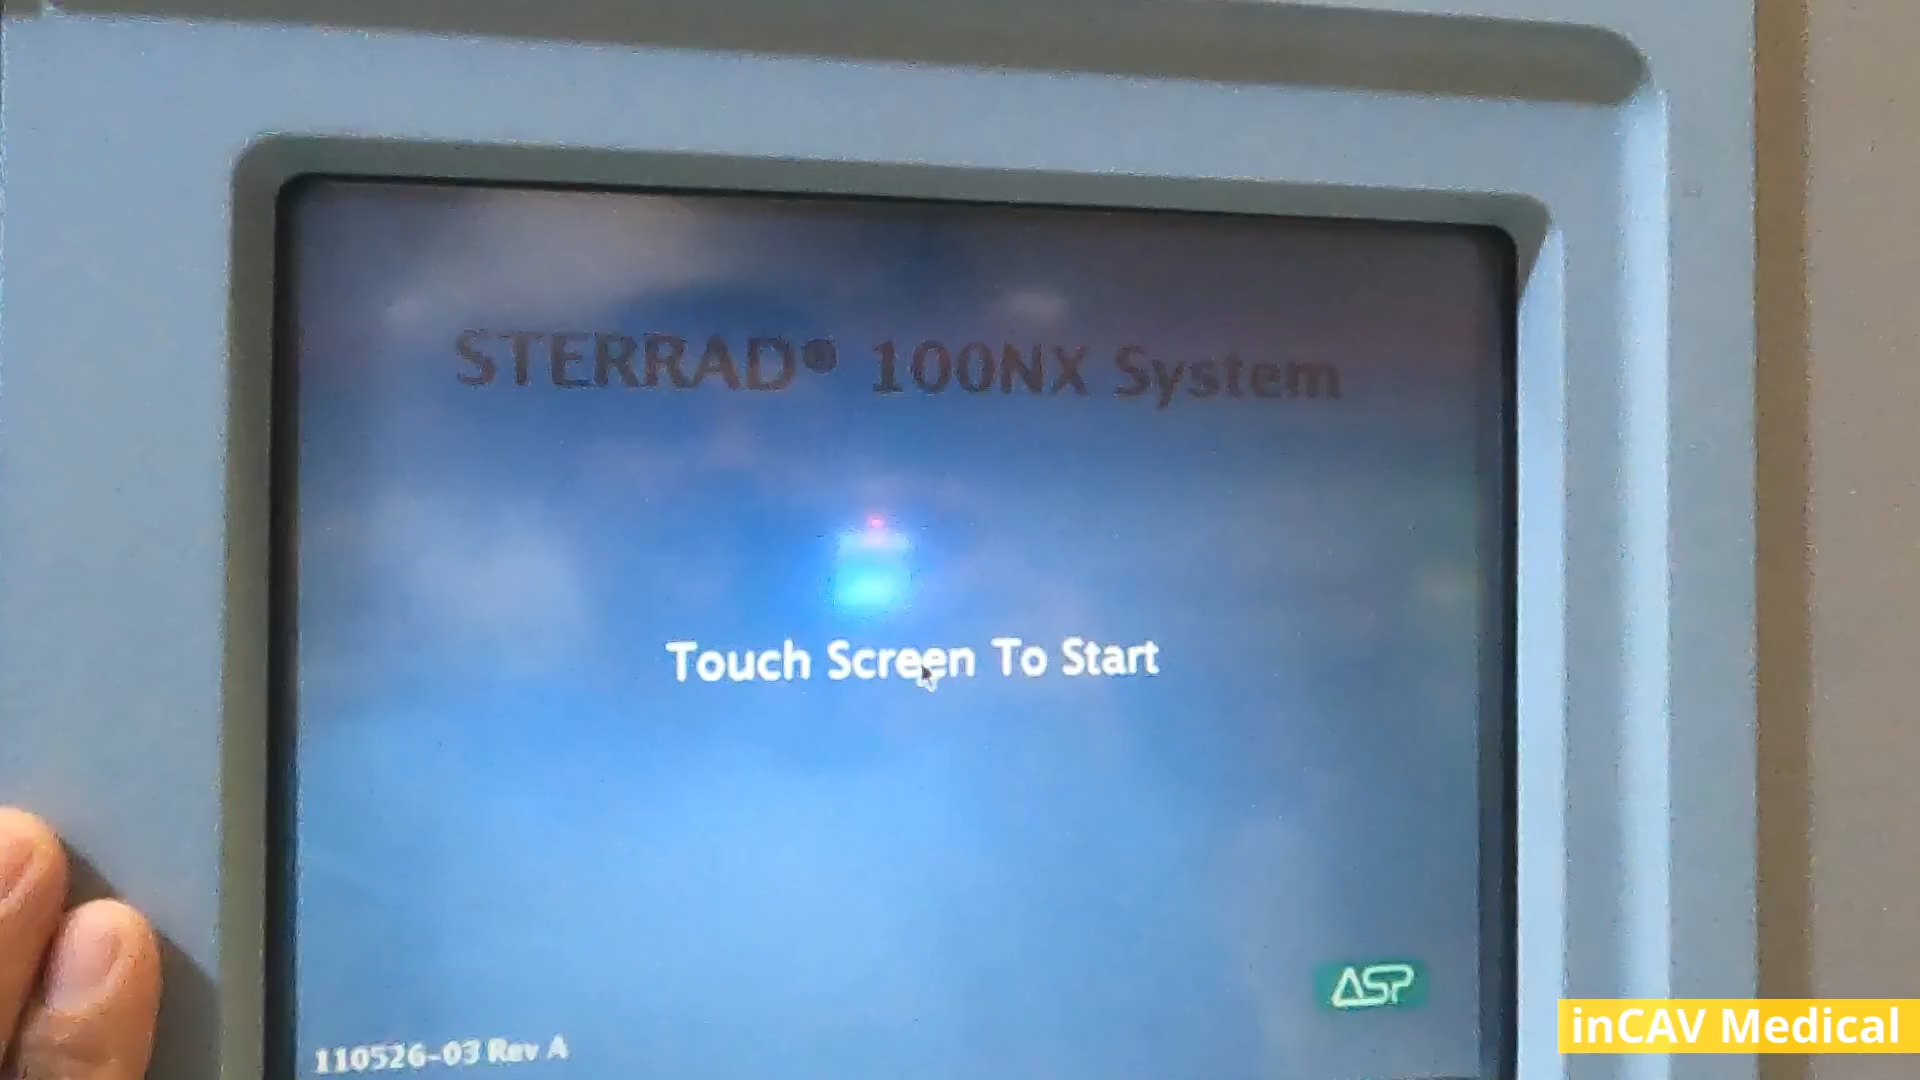 STERRAD® 100NX System
Touch Screen To Start
ASP
110526-03 Rev A
inCAV Medical